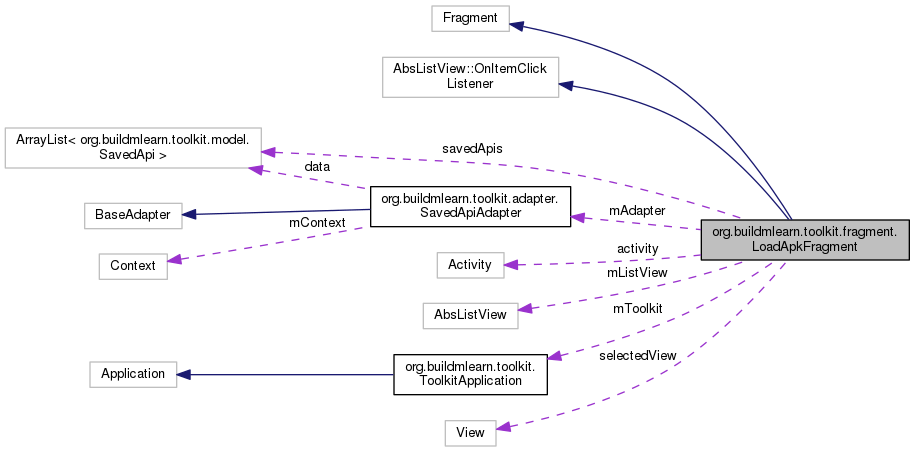 Fragment
AbsListView::OnItemClick
Listener
ArrayList< org.buildmlearn.toolkit.model.
SavedApi >
savedApis
data
org.buildmlearn.toolkit.adapter.
SavedApiAdapter
BaseAdapter
mContext
mAdapter
org.buildmlearn.toolkit.fragment.
LoadApkFragment
Context
Activity
activity
mListView
AbsListView
mToolkit
Application
org.buildmlearn.toolkit.
ToolkitApplication
selectedView
View